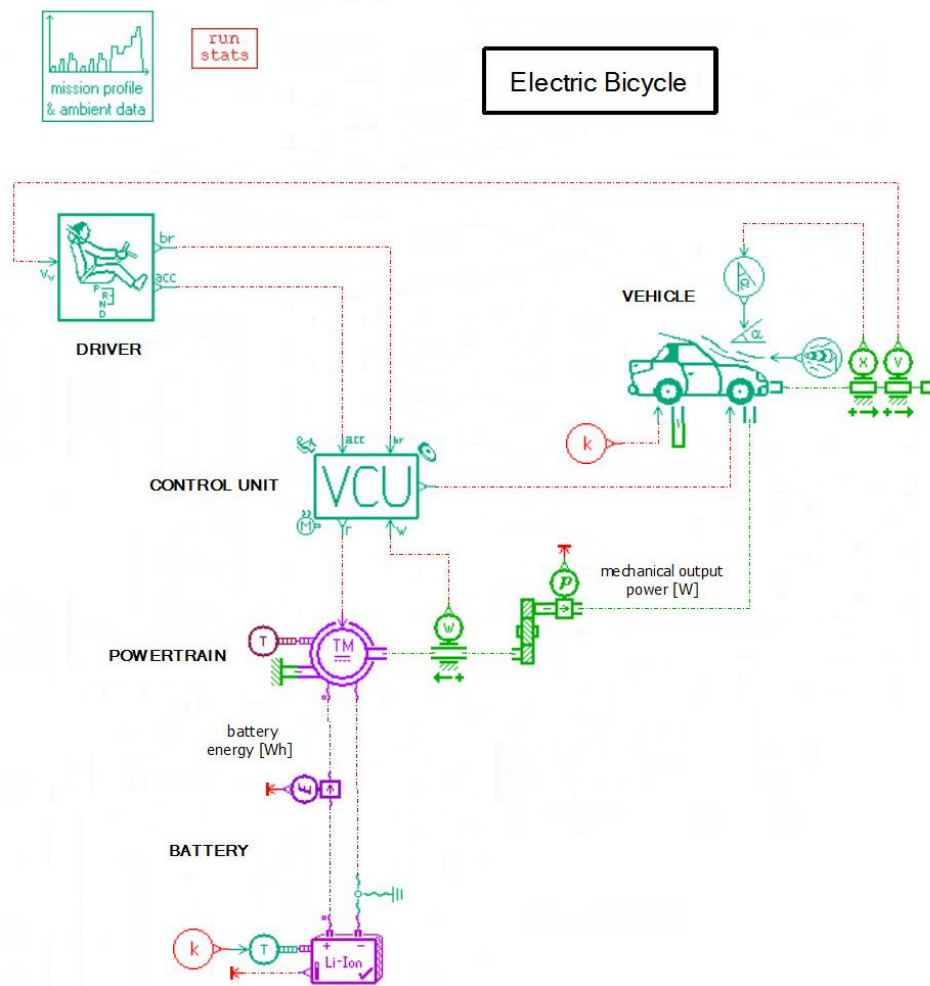 run
stats
mission profile
& ambient data
Electric Bicycle
br
acc
Vv
P
R
N
D
DRIVER
VEHICLE
α
X
V
k
acc
br
CONTROL UNIT
VCU
M
r
w
mechanical output
power [W]
P
W
T
TM
POWERTRAIN
battery
energy [Wh]
E
BATTERY
k
T
+ −
Li-Ion